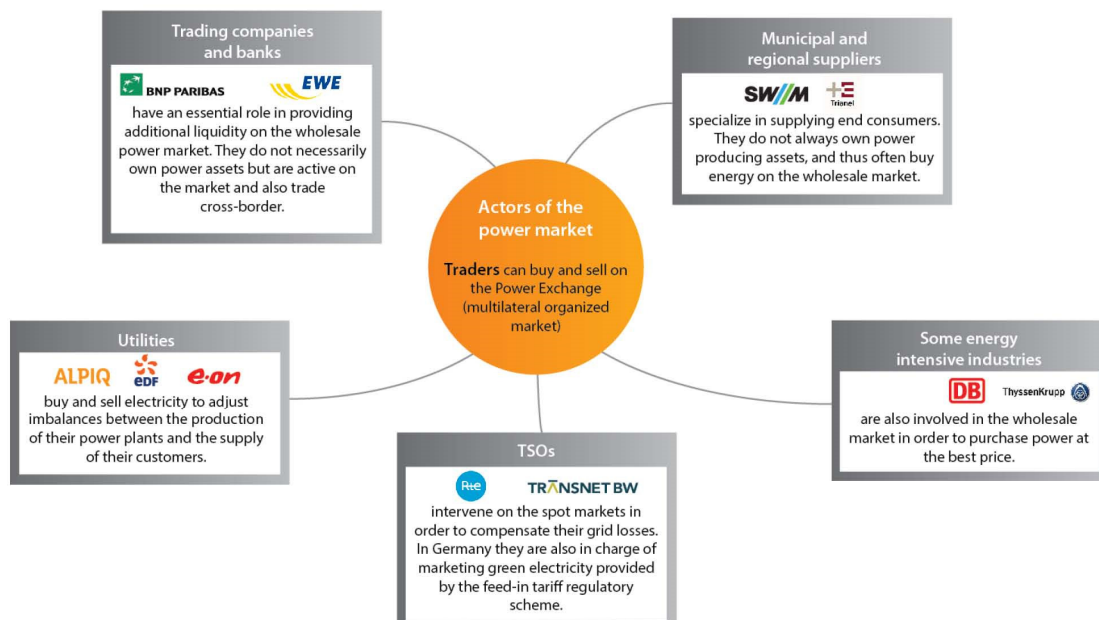 Trading companies
and banks
BNP PARIBAS
EWE
have an essential role in providing
additional liquidity on the wholesale
power market. They do not necessarily
own power assets but are active on
the market and also trade
cross-border.
Municipal and
regional suppliers
SW//M
Trianel
specialize in supplying end consumers.
They do not always own power
producing assets, and thus often buy
energy on the wholesale market.
Actors of the
power market
Traders can buy and sell on
the Power Exchange
(multilateral organized
market)
Utilities
ALPIQ
eDF
e·on
buy and sell electricity to adjust
imbalances between the production
of their power plants and the supply
of their customers.
Some energy
intensive industries
DB
ThyssenKrupp
are also involved in the wholesale
market in order to purchase power at
the best price.
TSOs
Rte
TRANSNET BW
intervene on the spot markets in
order to compensate their grid losses.
In Germany they are also in charge of
marketing green electricity provided
by the feed-in tariff regulatory
scheme.